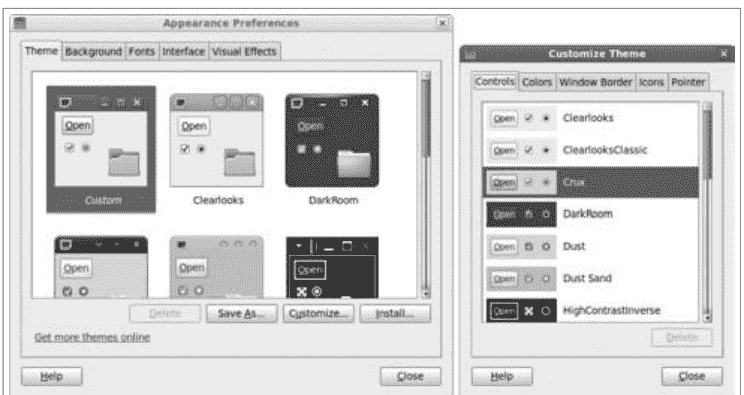 Appearance Preferences
Theme Background Fonts Interface Visual Effects
Open
Open
Open
Custom
Clearlooks
DarkRoom
Open
Open
Open
Delete
Save As...
Customize...
Install...
Get more themes online
Help
Close
Customize Theme
Controls Colors Window Border Icons Pointer
Open Clearlooks
Open ClearlooksClassic
Open Crux
Open DarkRoom
Open Dust
Open Dust Sand
Open HighContrastInverse
Delete
Help
Close